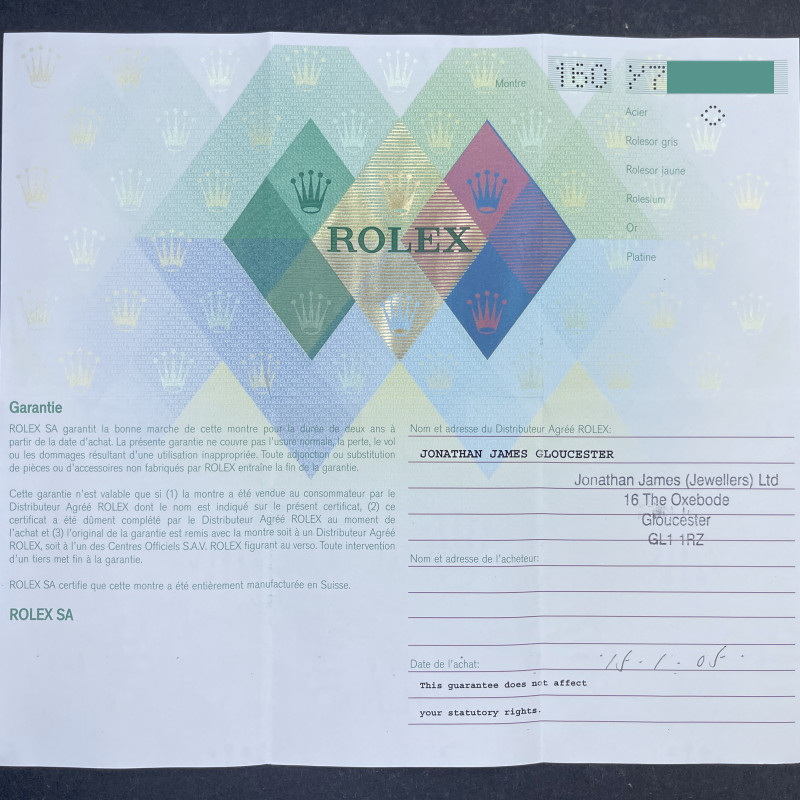 Montre 160 Y7
Acier
Rolesor gris
Rolesor jaune
Rolesium
Or
Platine
ROLEX
Garantie
ROLEX SA garantit la bonne marche de cette montre pour la durée de deux ans à
partir de la date d'achat. La présente garantie ne couvre pas l'usure normale, la perte, le vol
ou les dommages résultant d'une utilisation inappropriée. Toute adjonction ou substitution
de pièces ou d'accessoires non fabriqués par ROLEX entraîne la fin de la garantie.
Cette garantie n'est valable que si (1) la montre a été vendue au consommateur par le
Distributeur Agréé ROLEX dont le nom est indiqué sur le présent certificat, (2) ce
certificat a été dûment complété par le Distributeur Agréé ROLEX au moment de
l'achat et (3) l'original de la garantie est remis avec la montre soit à un Distributeur Agréé
ROLEX, soit à l'un des Centres Officiels S.A.V. ROLEX figurant au verso. Toute intervention
d'un tiers met fin à la garantie.
ROLEX SA certifie que cette montre a été entièrement manufacturée en Suisse.
ROLEX SA
Nom et adresse du Distributeur Agréé ROLEX:
JONATHAN JAMES GLOUCESTER
Jonathan James (Jewellers) Ltd
16 The Oxebode
Gloucester
GL1 1RZ
Nom et adresse de l'acheteur:
Date de l'achat: 15-1-05
This guarantee does not affect
your statutory rights.